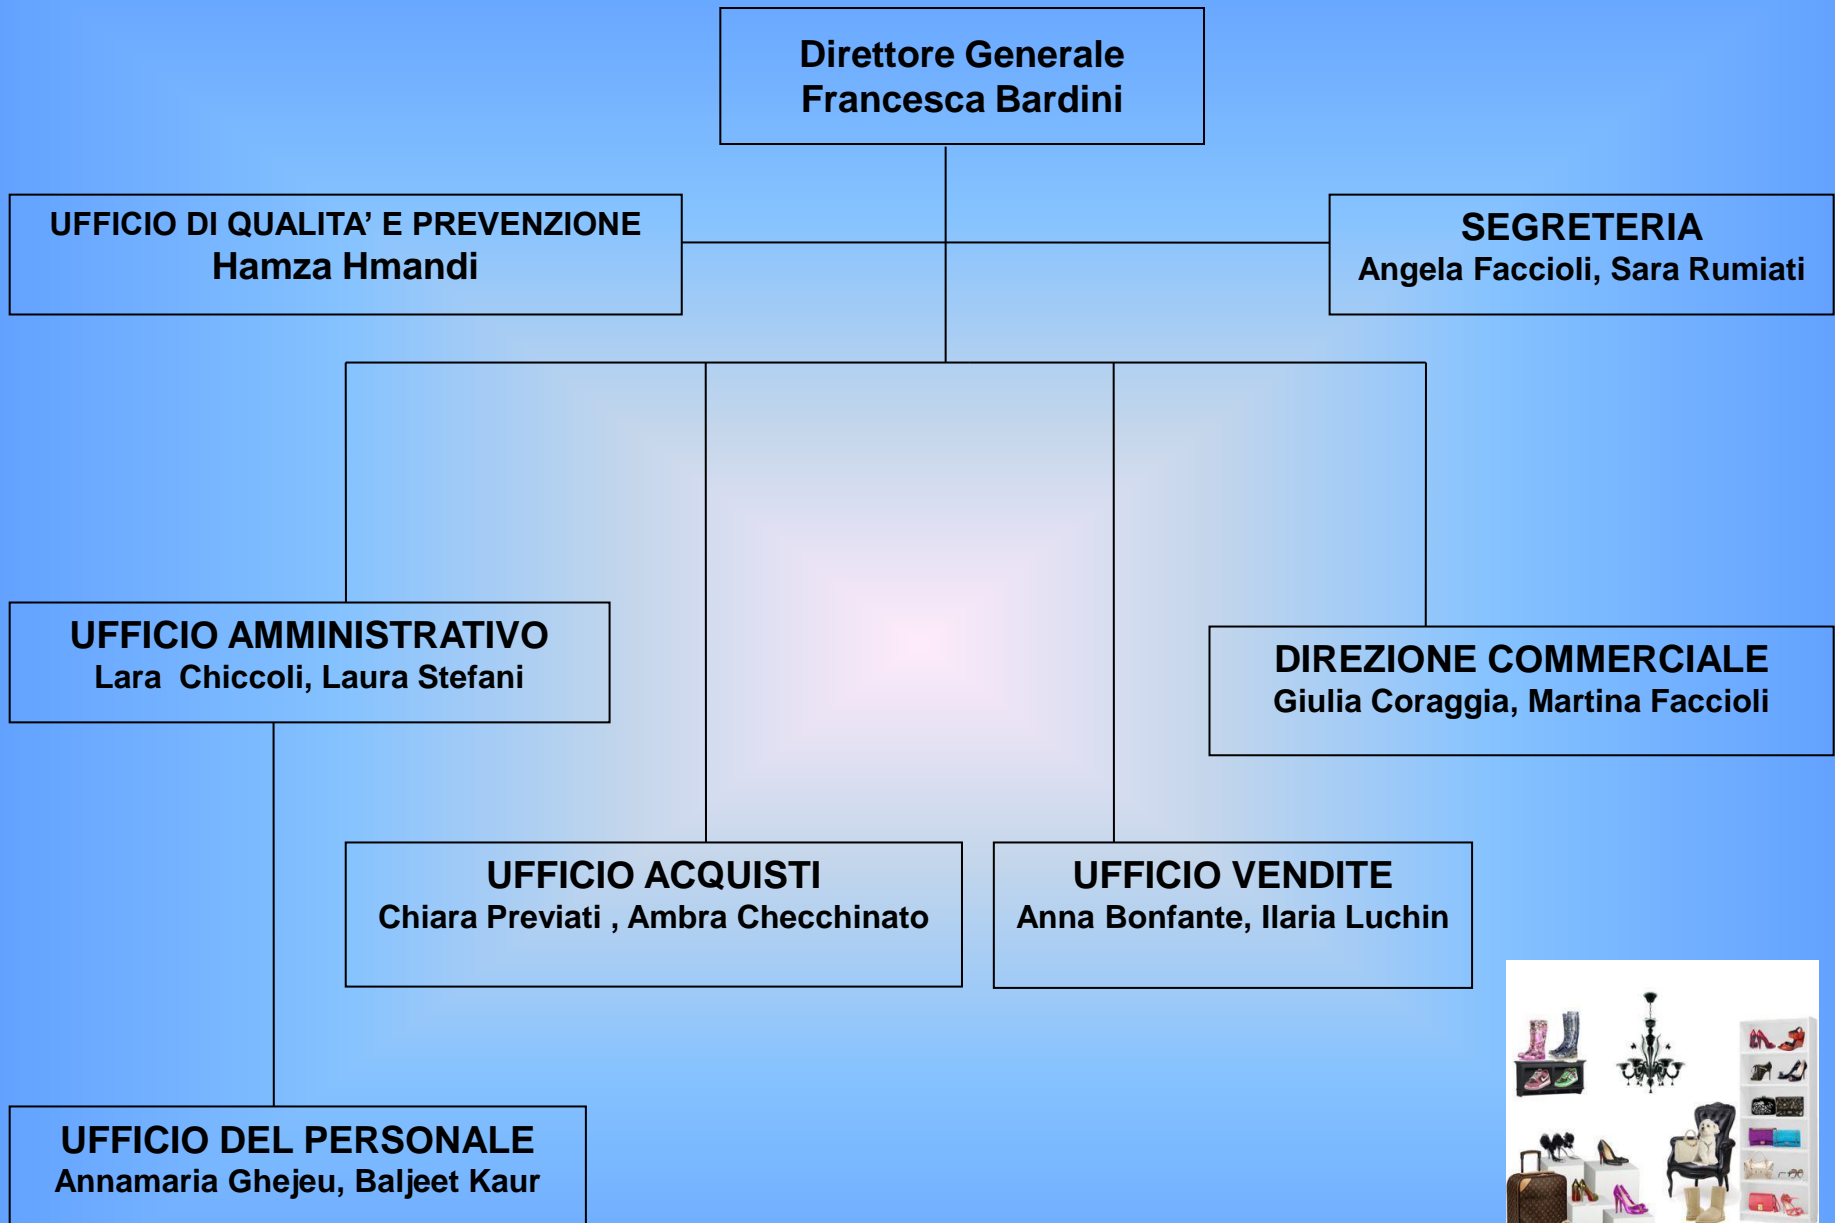 Direttore Generale
Francesca Bardini
UFFICIO DI QUALITA’ E PREVENZIONE
Hamza Hmandi
SEGRETERIA
Angela Faccioli, Sara Rumiati
UFFICIO AMMINISTRATIVO
Lara  Chiccoli, Laura Stefani
DIREZIONE COMMERCIALE
Giulia Coraggia, Martina Faccioli
UFFICIO ACQUISTI
Chiara Previati , Ambra Checchinato
UFFICIO VENDITE
Anna Bonfante, Ilaria Luchin
UFFICIO DEL PERSONALE
Annamaria Ghejeu, Baljeet Kaur